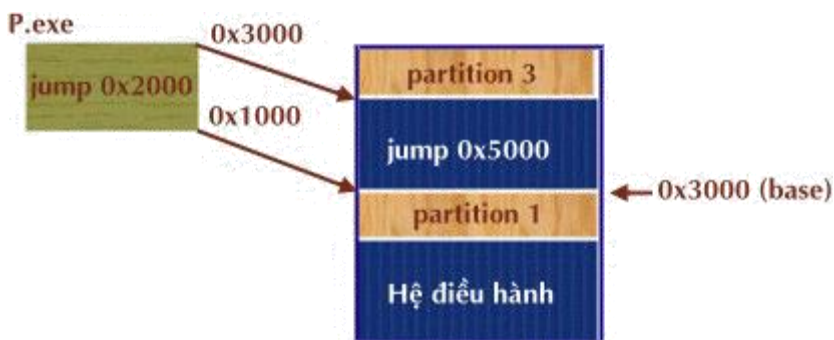 P.exe
jump 0x2000
0x3000
0x1000
partition 3
jump 0x5000
partition 1
Hệ điều hành
0x3000 (base)